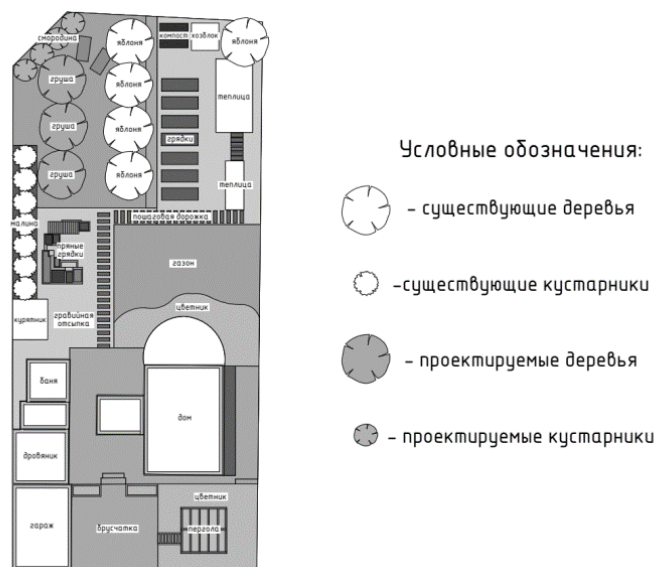 смородина
яблоня
компост
хозблок
яблоня
груша
теплица
груша
яблоня
грядки
груша
яблоня
теплица
малина
пошаговая дорожка
пряные
грядки
газон
цветник
курятник
гравийная
отсыпка
баня
дом
дровяник
цветник
гараж
брусчатка
пергола
Условные обозначения:
- существующие деревья
-существующие кустарники
- проектируемые деревья
- проектируемые кустарники